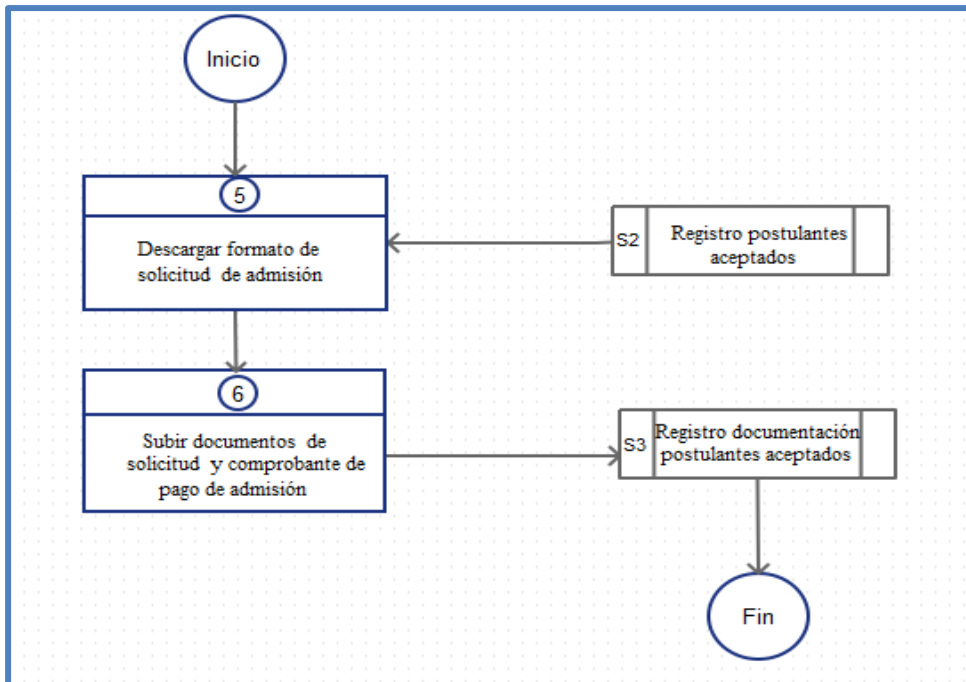 Inicio
5
Descargar formato de
solicitud de admisión
S2
Registro postulantes
aceptados
6
Subir documentos de
solicitud y comprobante de
pago de admisión
S3
Registro documentación
postulantes aceptados
Fin